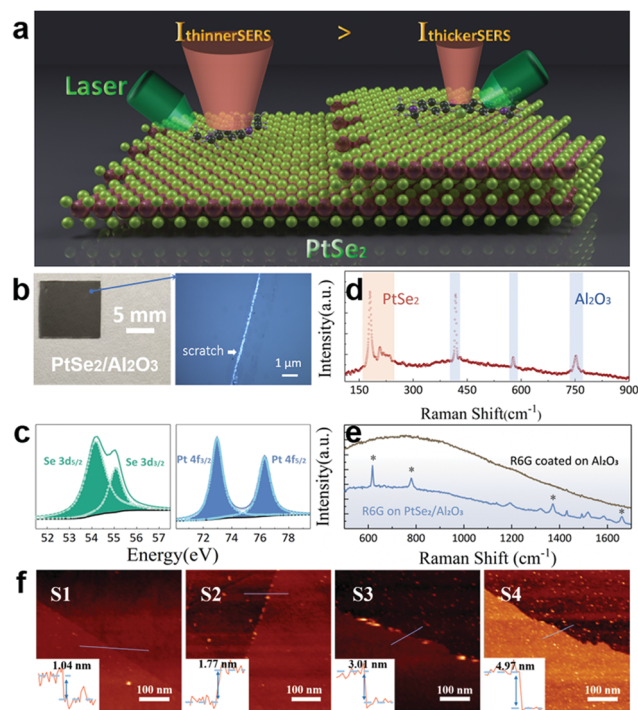 a
I thinnerSERS > I thickerSERS
Laser
PtSe2
b
5 mm
PtSe2/Al2O3
scratch
1 μm
d
PtSe2
Al2O3
Intensity(a.u.)
150 300 450 600 750 900
Raman Shift(cm-1)
c
Se 3d5/2
Se 3d3/2
Pt 4f3/2
Pt 4f5/2
52 53 54 55 56 57
72 74 76 78
Energy(eV)
e
R6G coated on Al2O3
* * * *
R6G on PtSe2/Al2O3
Intensity(a.u.)
600 800 1000 1200 1400 1600
Raman Shift (cm-1)
f
S1
1.04 nm
100 nm
S2
1.77 nm
100 nm
S3
3.01 nm
100 nm
S4
4.97 nm
100 nm